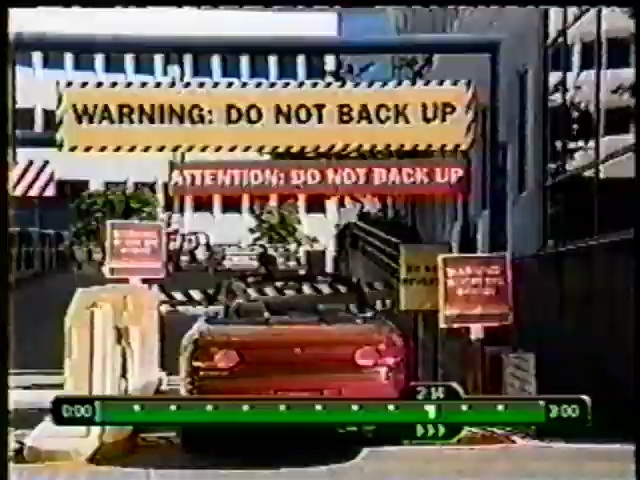 WARNING: DO NOT BACK UP
ATTENTION: DO NOT BACK UP
2:14
0:00
3:00